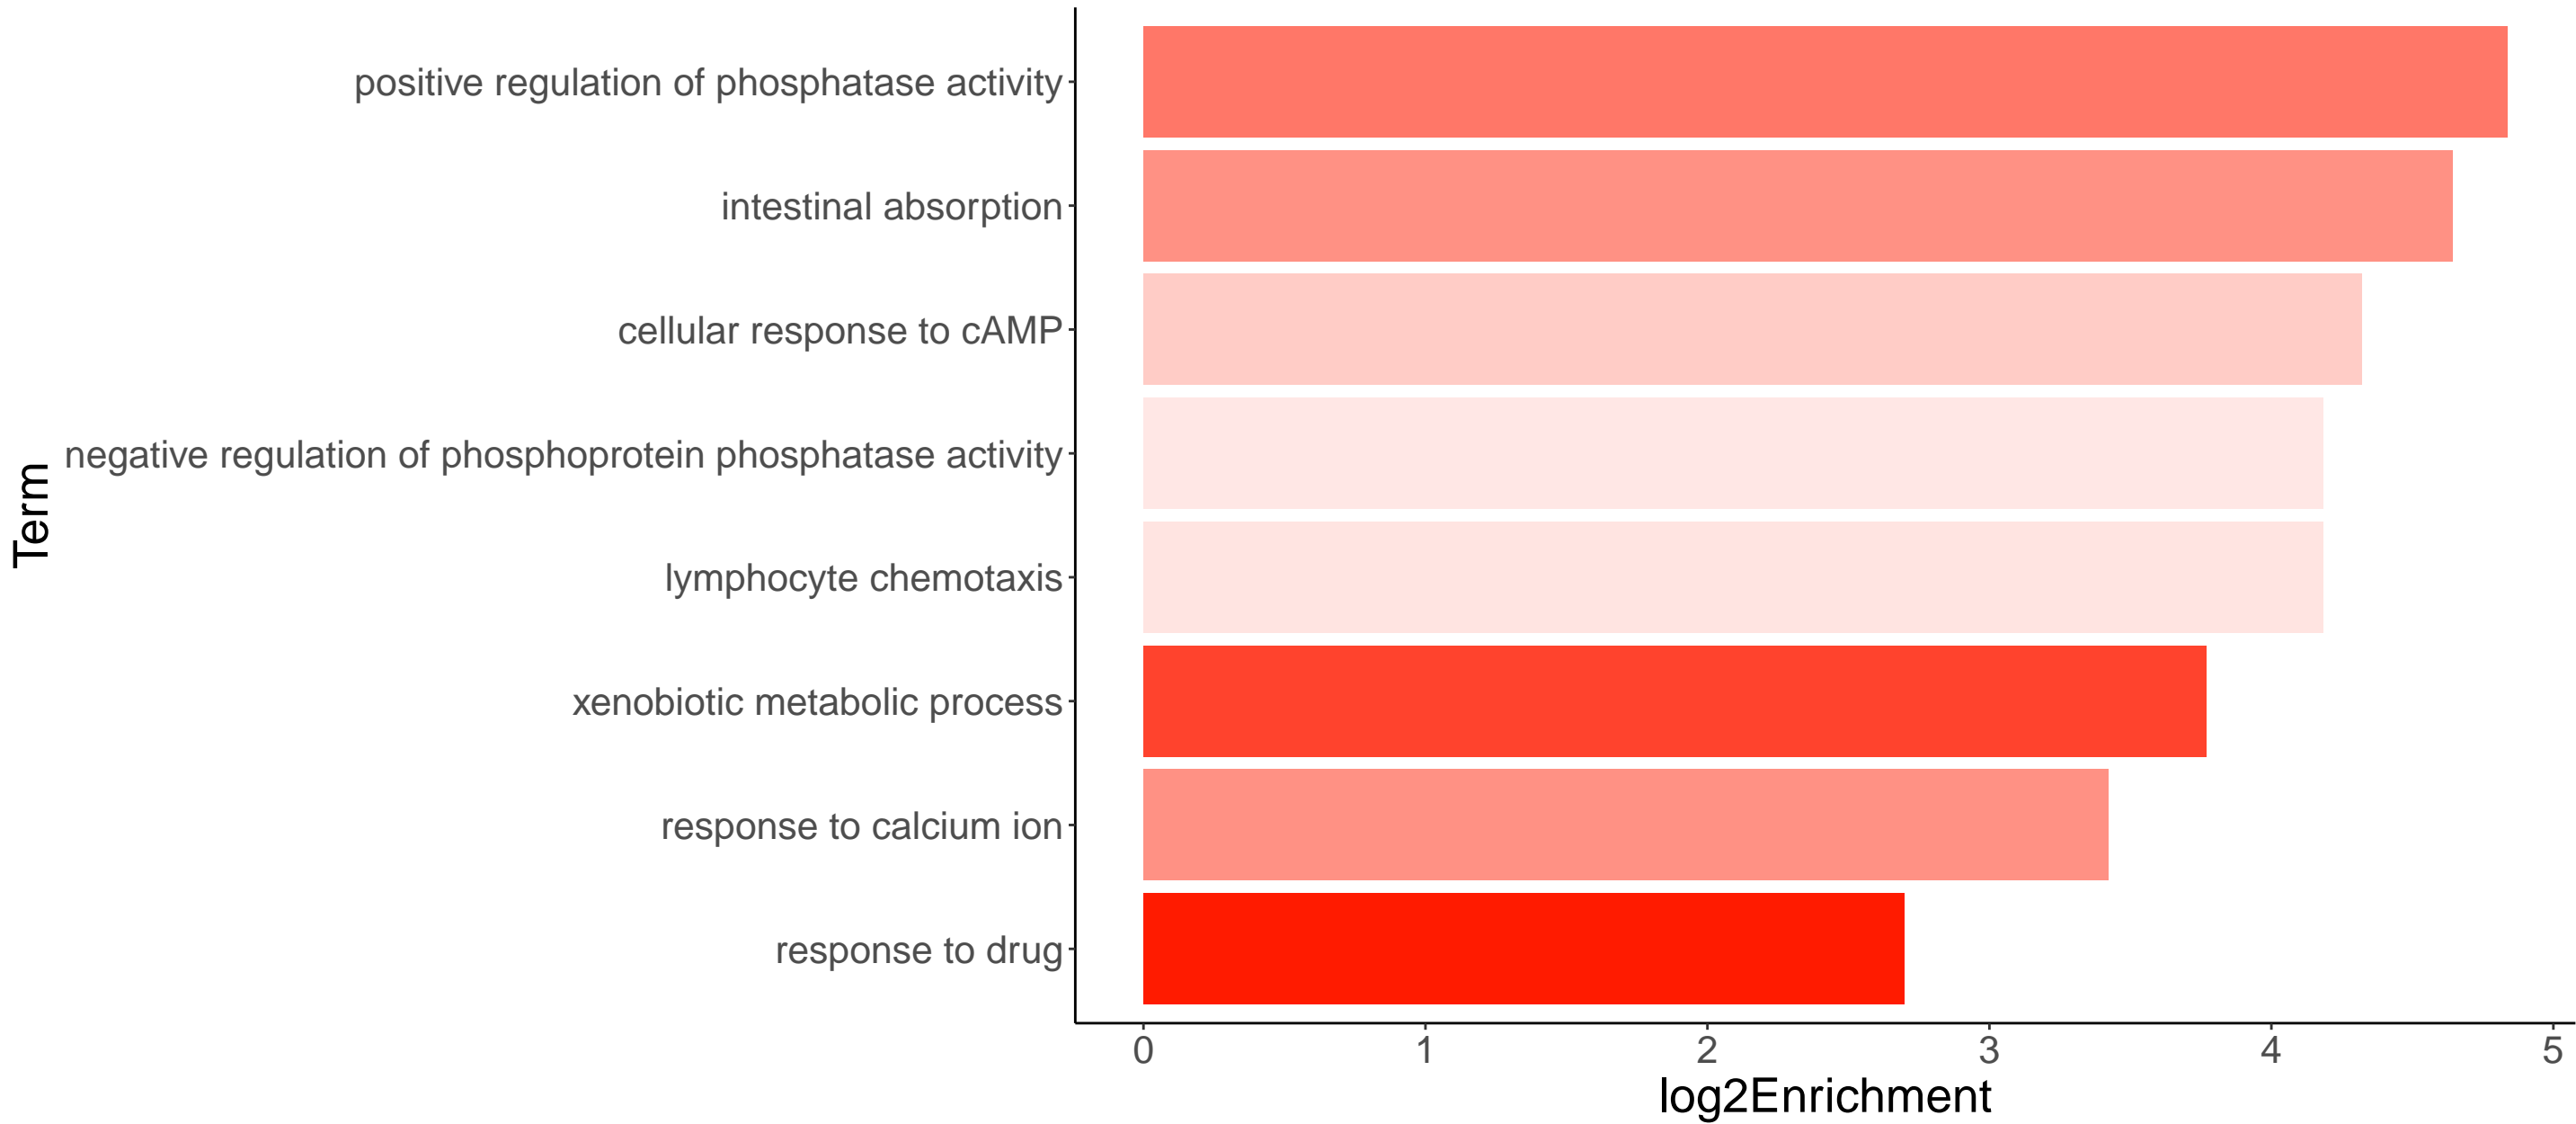 positive regulation of phosphatase activity
intestinal absorption
cellular response to cAMP
negative regulation of phosphoprotein phosphatase activity
lymphocyte chemotaxis
xenobiotic metabolic process
response to calcium ion
response to drug
Term
0 1 2 3 4 5
log2Enrichment